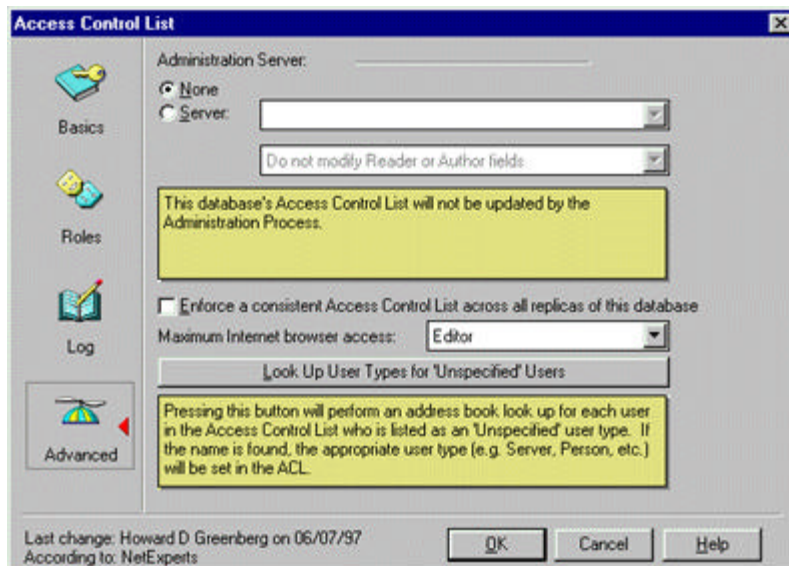 Access Control List
Basics
Roles
Log
Advanced
Administration Server:
None
Server:
Do not modify Reader or Author fields
This database's Access Control List will not be updated by the
Administration Process.
Enforce a consistent Access Control List across all replicas of this database
Maximum Internet browser access:
Editor
Look Up User Types for 'Unspecified' Users
Pressing this button will perform an address book look up for each user
in the Access Control List who is listed as an 'Unspecified' user type. If
the name is found, the appropriate user type (e.g. Server, Person, etc.)
will be set in the ACL.
Last change: Howard D Greenberg on 06/07/97
According to: NetExperts
OK
Cancel
Help